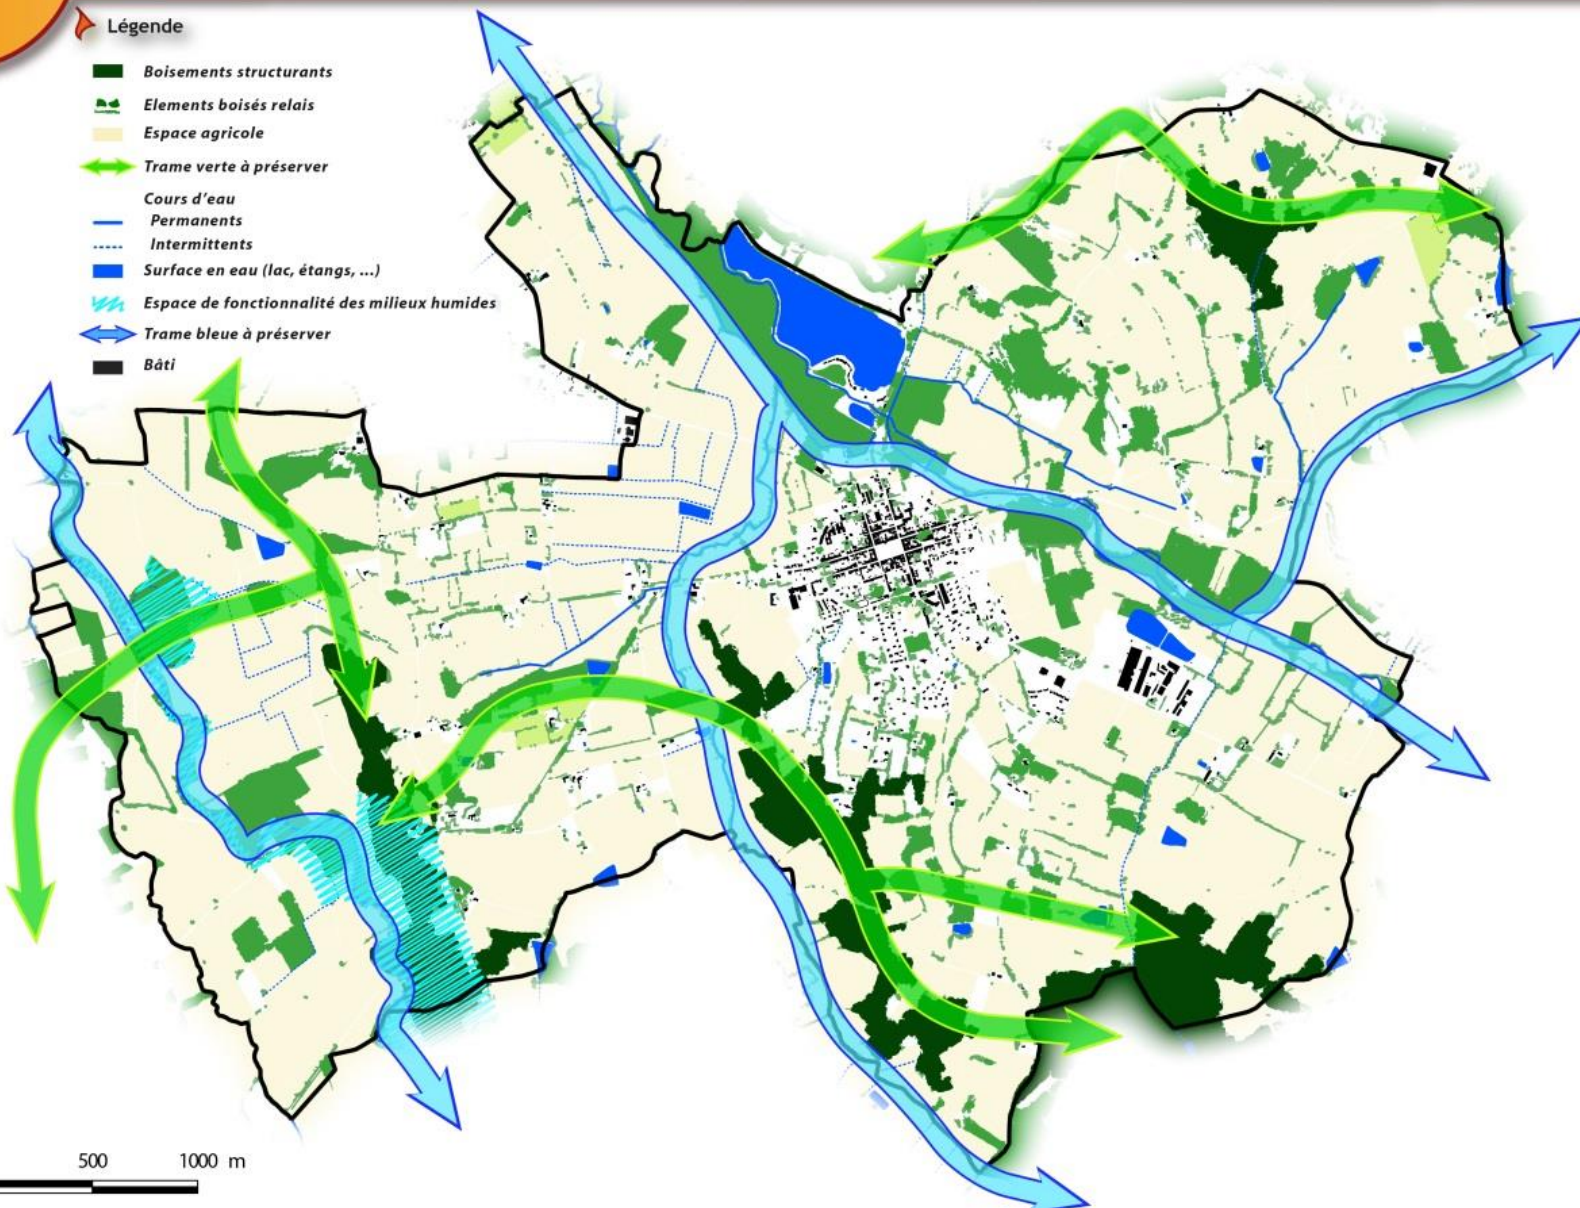 Légende
Boisements structurants
Elements boisés relais
Espace agricole
Trame verte à préserver
Cours d'eau
Permanents
Intermittents
Surface en eau (lac, étangs, ...)
Espace de fonctionnalité des milieux humides
Trame bleue à préserver
Bâti
500 1000 m